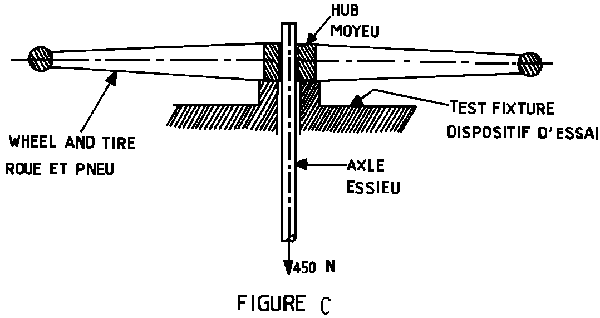 HUB
MOYEU
TEST FIXTURE
DISPOSITIF D'ESSAI
WHEEL AND TIRE
ROUE ET PNEU
AXLE
ESSIEU
450 N
FIGURE C